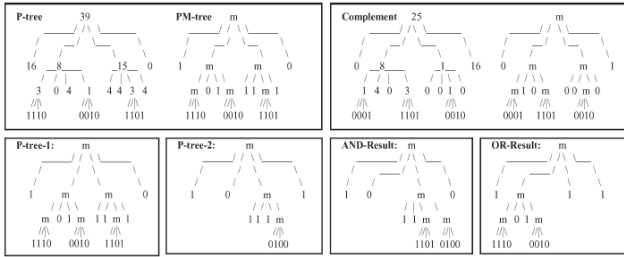 P-tree 39
16 8 15 0
3 0 4 1 4 4 3 4
1110 0010 1101
PM-tree m
1 m m 0
m 0 1 m 1 1 m 1
1110 0010 1101
Complement 25
0 8 1 16
1 4 0 3 0 0 1 0
0001 1101 0010
m
0 m m 1
m 1 0 m 0 0 m 0
0001 1101 0010
P-tree-1: m
1 m m 0
m 0 1 m 1 1 m 1
1110 0010 1101
P-tree-2: m
1 0 m 0
1 1 1 m
0100
AND-Result: m
1 0 m 0
1 1 m m
1101 0100
OR-Result: m
1 m 1 1
m 0 1 m
1110 0010